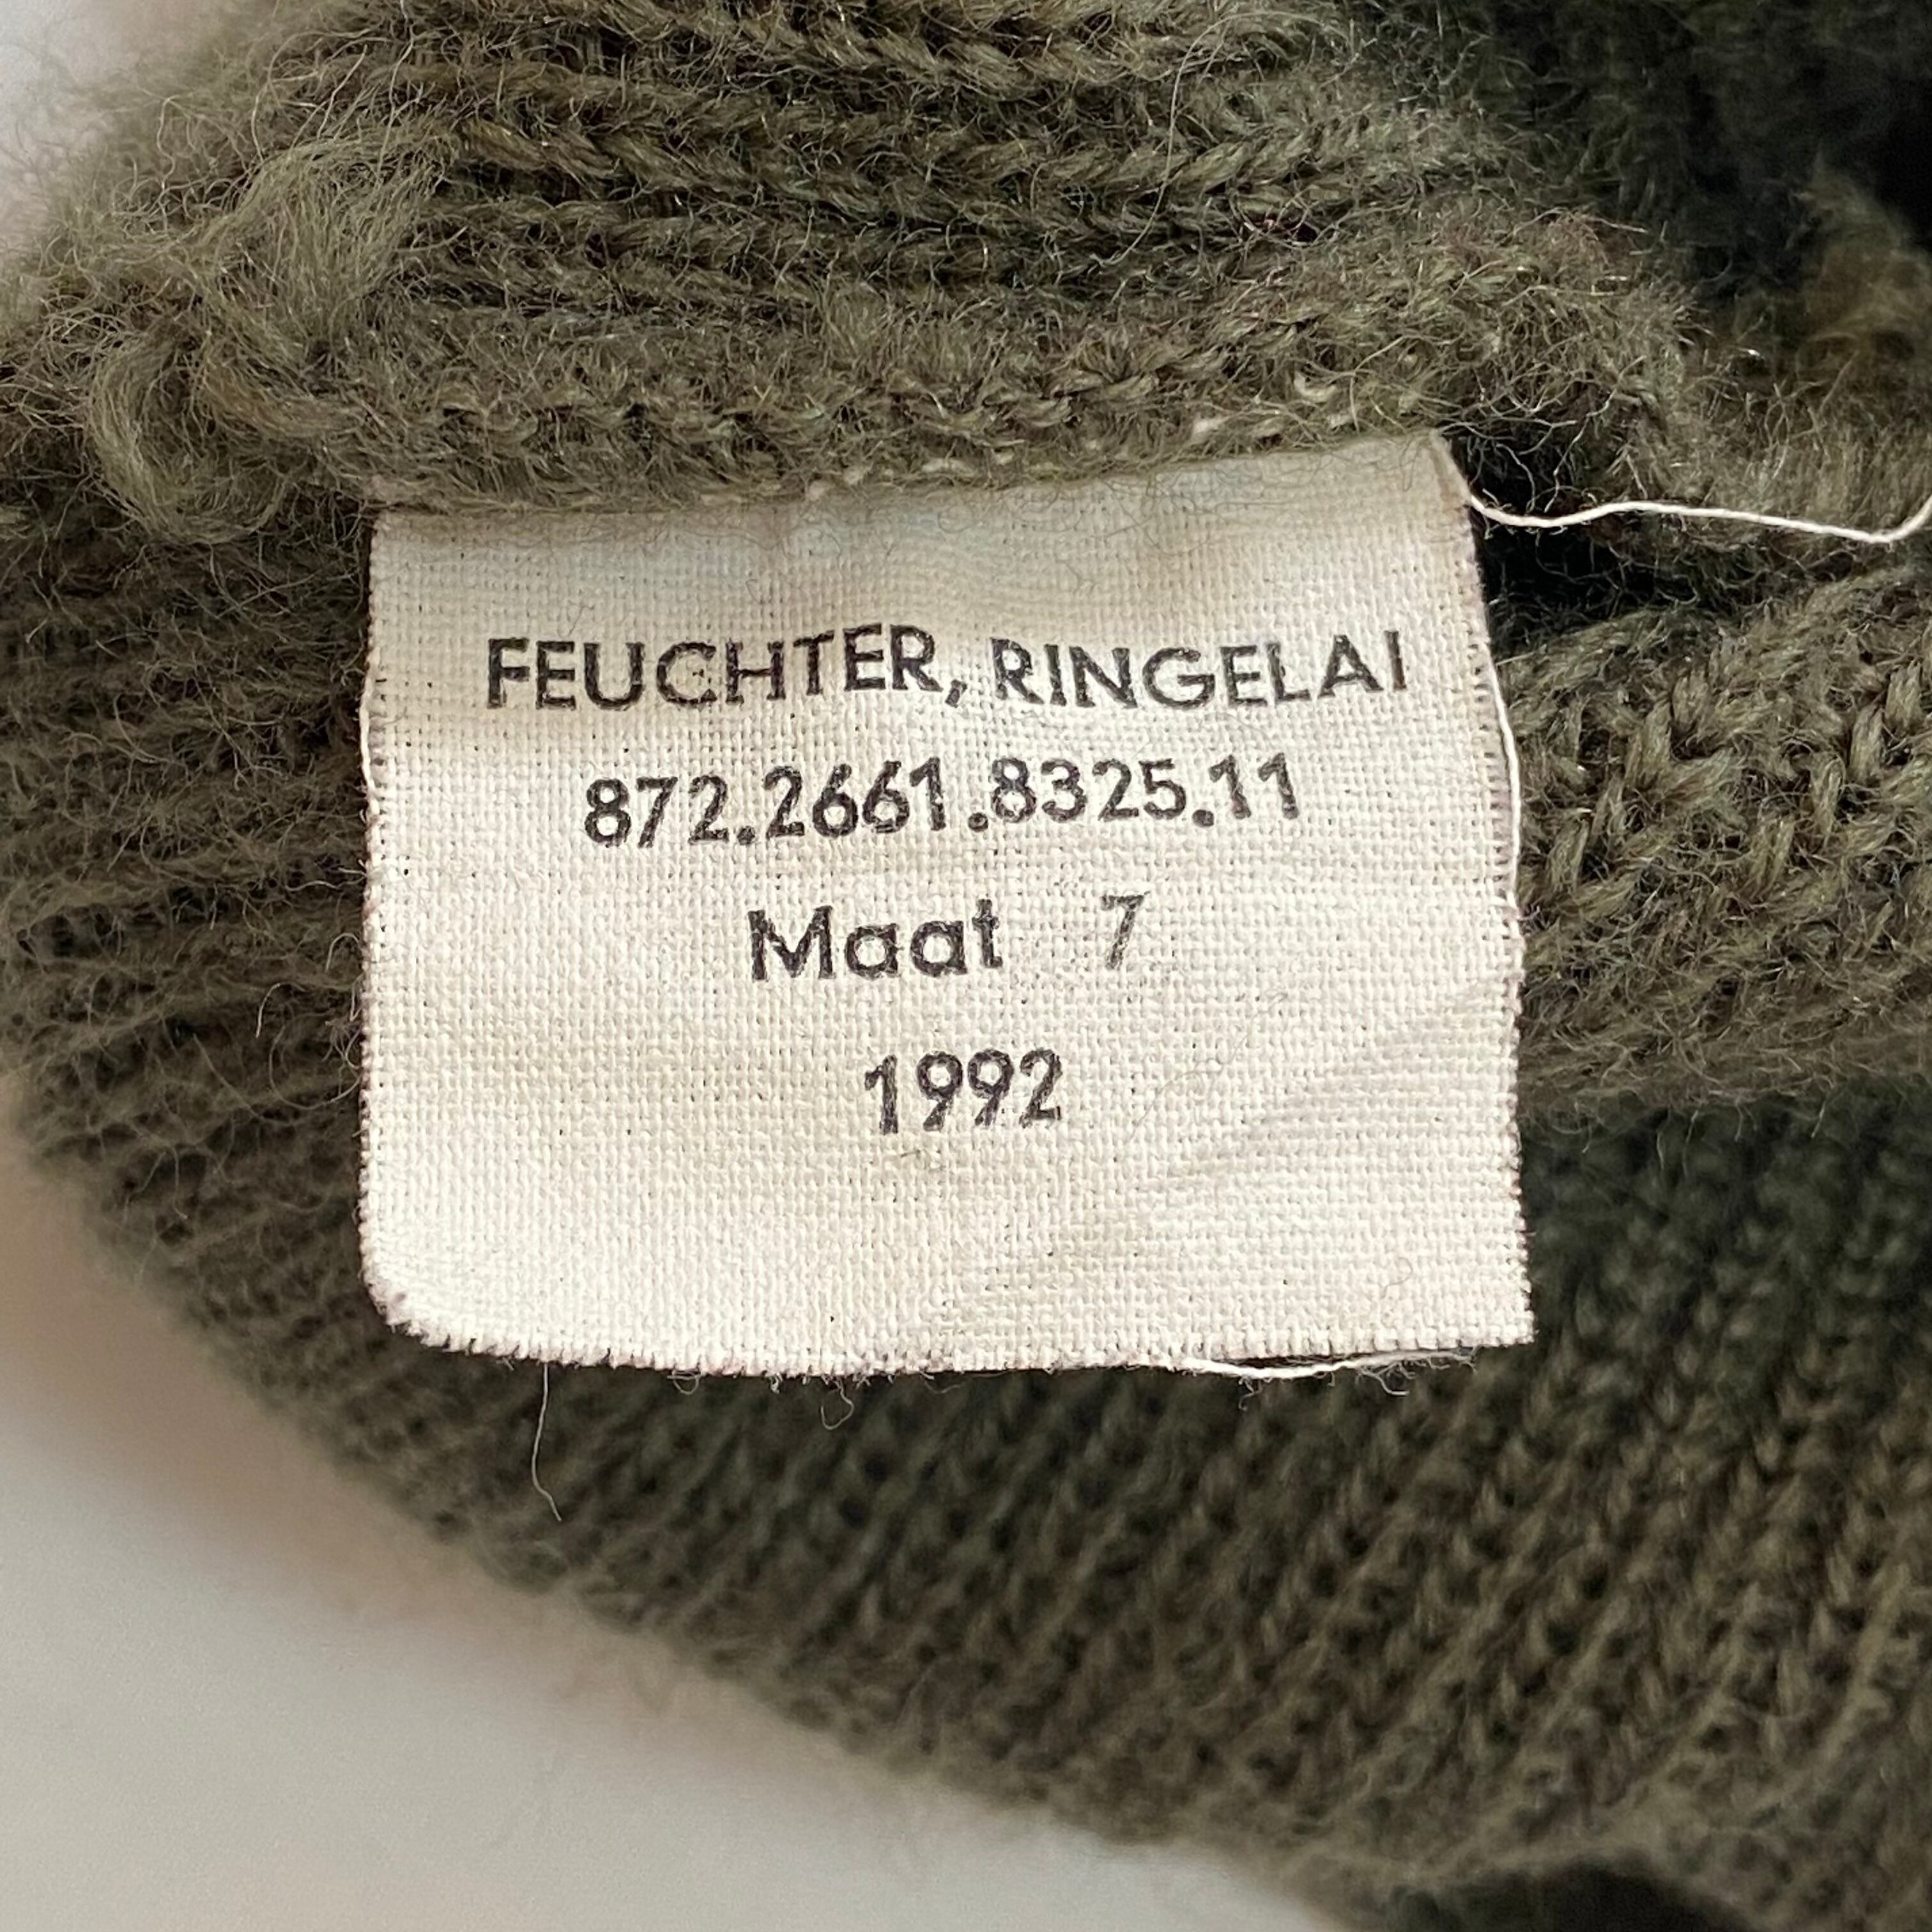 FEUCHTER, RINGELAI
872.2661.8325.11
Maat 7
1992